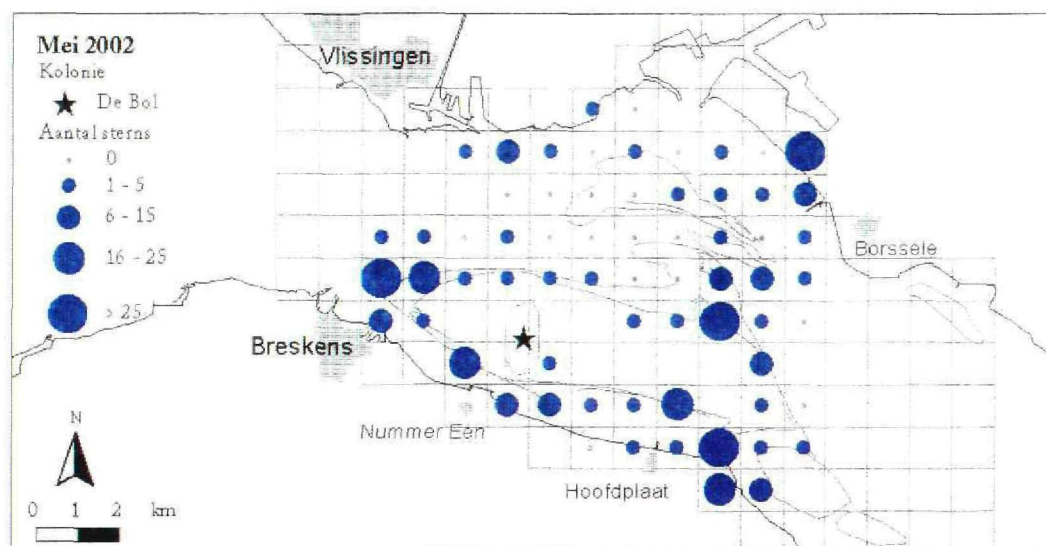 Mei 2002
Kolonie
De Bol
Aantal sterns
0
1 - 5
6 - 15
16 - 25
> 25
Vlissingen
Borssele
Breskens
Nummer Een
Hoofdplaat
N
0 1 2 km